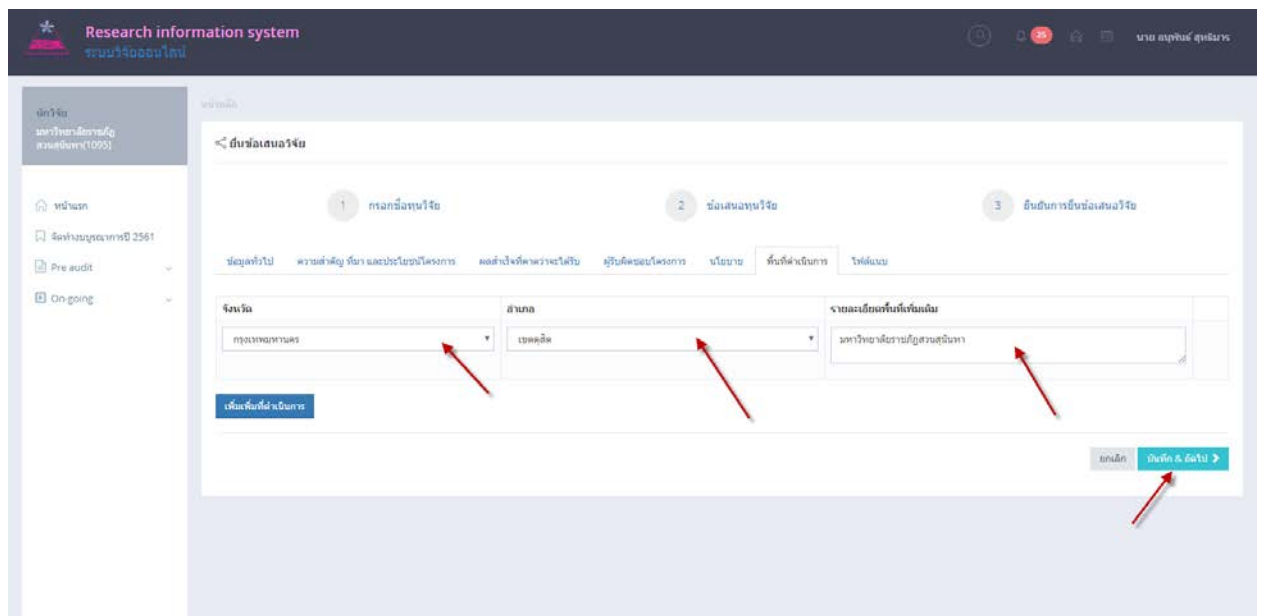 Research information system
ระบบวิจัยออนไลน์
25
นาย อนุพันธ์ สุทธิมาร
นักวิจัย
มหาวิทยาลัยราชภัฏ
สวนสุนันทา(1095)
หน้าหลัก
ยื่นข้อเสนอวิจัย
หน้าแรก
จัดทำงบบูรณาการปี 2561
Pre audit
On-going
1 กรอกชื่อทุนวิจัย
2 ข้อเสนอทุนวิจัย
3 ยืนยันการยื่นข้อเสนอวิจัย
ข้อมูลทั่วไป ความสำคัญ ที่มา และประโยชน์โครงการ ผลสำเร็จที่คาดว่าจะได้รับ ผู้รับผิดชอบโครงการ นโยบาย พื้นที่ดำเนินการ ไฟล์แนบ
จังหวัด อำเภอ รายละเอียดพื้นที่เพิ่มเติม
กรุงเทพมหานคร เขตดุสิต มหาวิทยาลัยราชภัฏสวนสุนันทา
เพิ่มพื้นที่ดำเนินการ
ยกเลิก บันทึก & ถัดไป